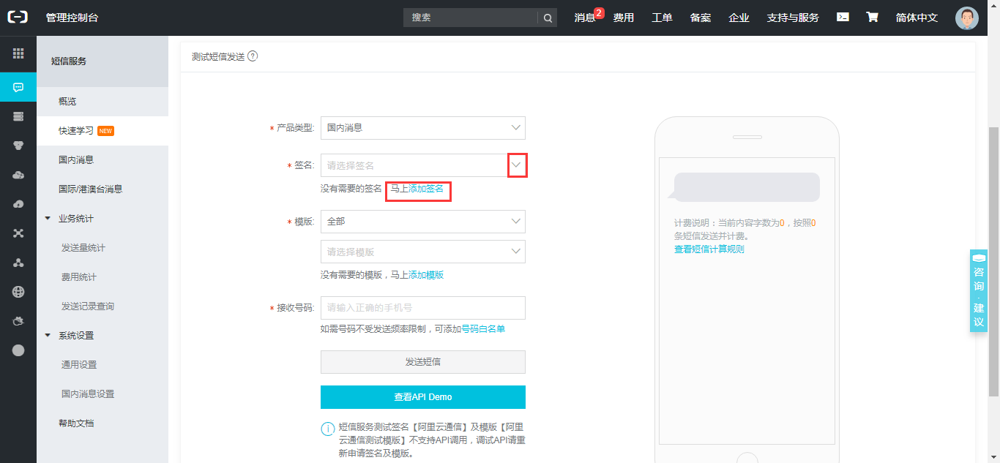 管理控制台
搜索
消息 2
费用
工单
备案
企业
支持与服务
简体中文
短信服务
概览
快速学习 NEW
国内消息
国际/港澳台消息
业务统计
发送量统计
费用统计
发送记录查询
系统设置
通用设置
国内消息设置
帮助文档
测试短信发送 ?
* 产品类型: 国内消息
* 签名: 请选择签名
没有需要的签名 马上添加签名
* 模版: 全部
请选择模版
没有需要的模版，马上添加模版
* 接收号码: 请输入正确的手机号
如需号码不受发送频率限制，可添加号码白名单
发送短信
查看API Demo
短信服务测试签名【阿里云通信】及模版【阿里
云通信测试模版】不支持API调用，调试API请重
新申请签名及模版。
计费说明：当前内容字数为0，按照0
条短信发送并计费。
查看短信计算规则
咨询·建议